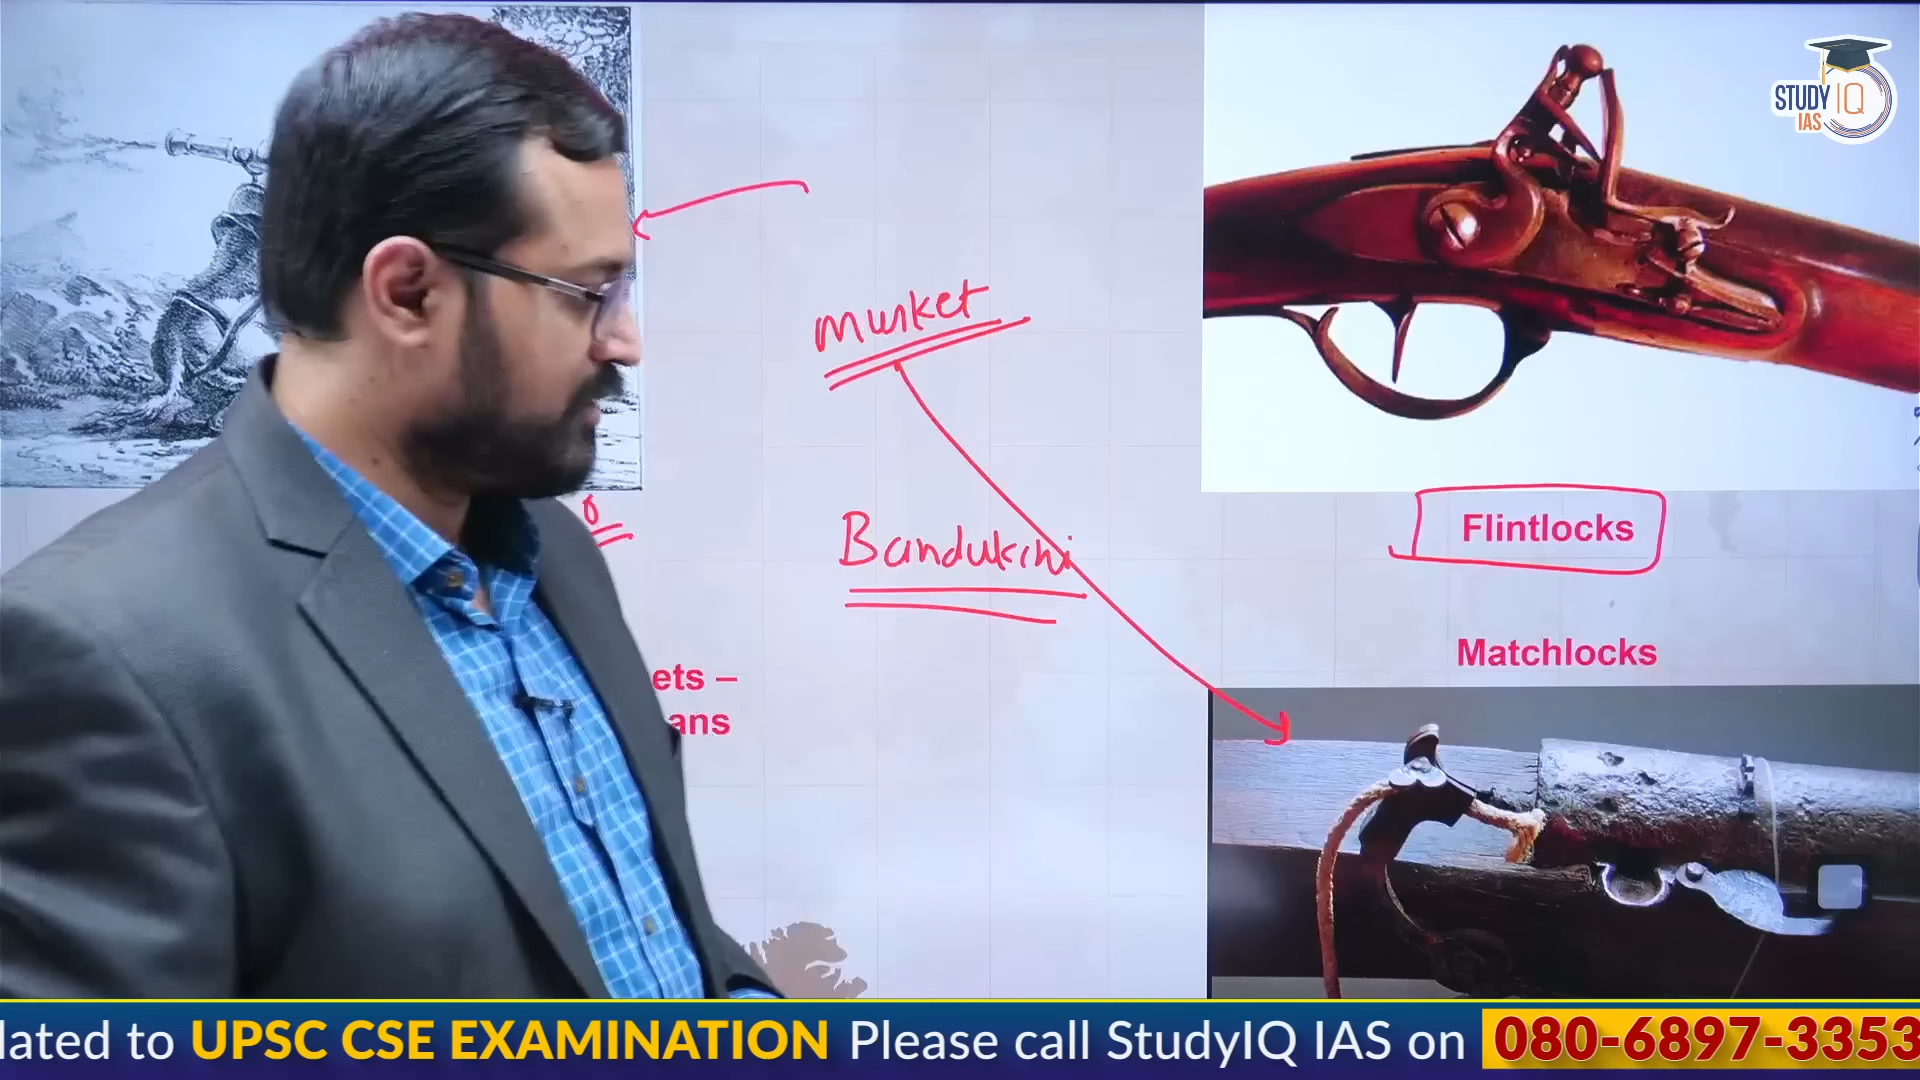 STUDY IQ
IAS
Musket
Bandukchi
Flintlocks
Matchlocks
ets –
ans
lated to UPSC CSE EXAMINATION Please call StudyIQ IAS on 080-6897-3353